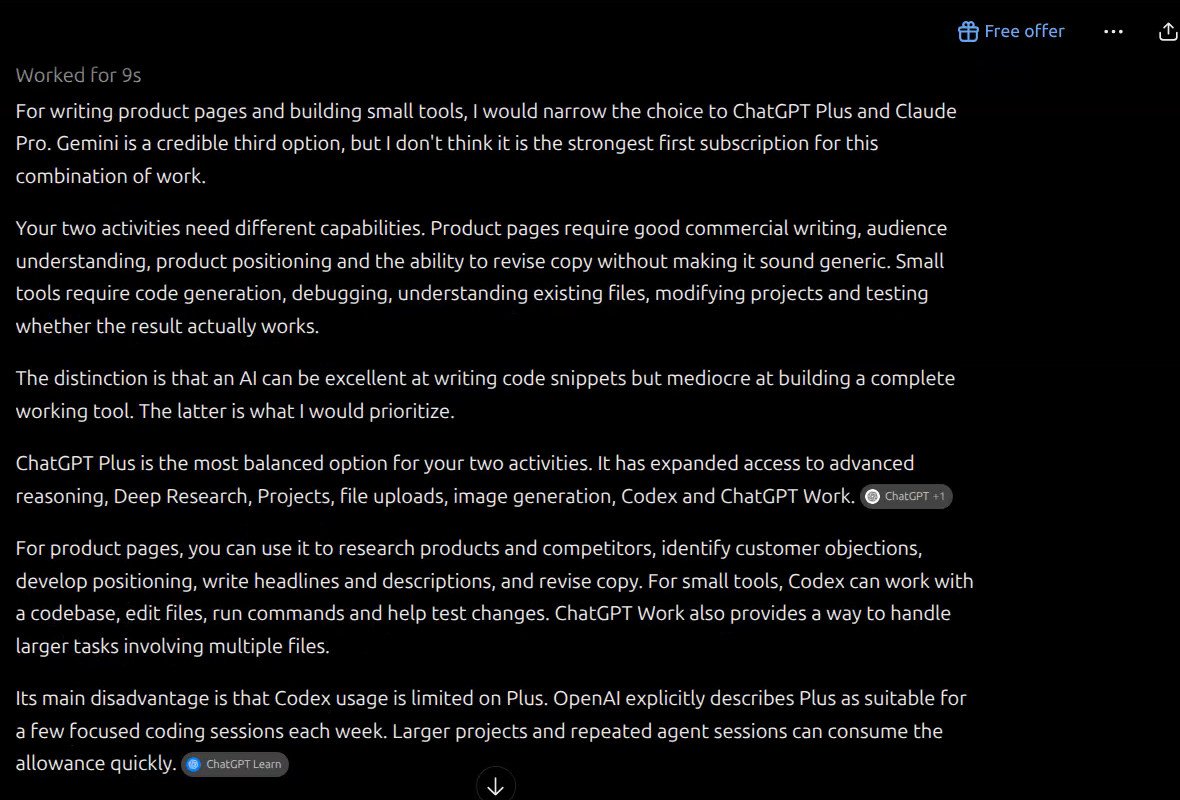 Free offer
Worked for 9s
For writing product pages and building small tools, I would narrow the choice to ChatGPT Plus and Claude
Pro. Gemini is a credible third option, but I don't think it is the strongest first subscription for this
combination of work.
Your two activities need different capabilities. Product pages require good commercial writing, audience
understanding, product positioning and the ability to revise copy without making it sound generic. Small
tools require code generation, debugging, understanding existing files, modifying projects and testing
whether the result actually works.
The distinction is that an AI can be excellent at writing code snippets but mediocre at building a complete
working tool. The latter is what I would prioritize.
ChatGPT Plus is the most balanced option for your two activities. It has expanded access to advanced
reasoning, Deep Research, Projects, file uploads, image generation, Codex and ChatGPT Work. ChatGPT +1
For product pages, you can use it to research products and competitors, identify customer objections,
develop positioning, write headlines and descriptions, and revise copy. For small tools, Codex can work with
a codebase, edit files, run commands and help test changes. ChatGPT Work also provides a way to handle
larger tasks involving multiple files.
Its main disadvantage is that Codex usage is limited on Plus. OpenAI explicitly describes Plus as suitable for
a few focused coding sessions each week. Larger projects and repeated agent sessions can consume the
allowance quickly. ChatGPT Learn